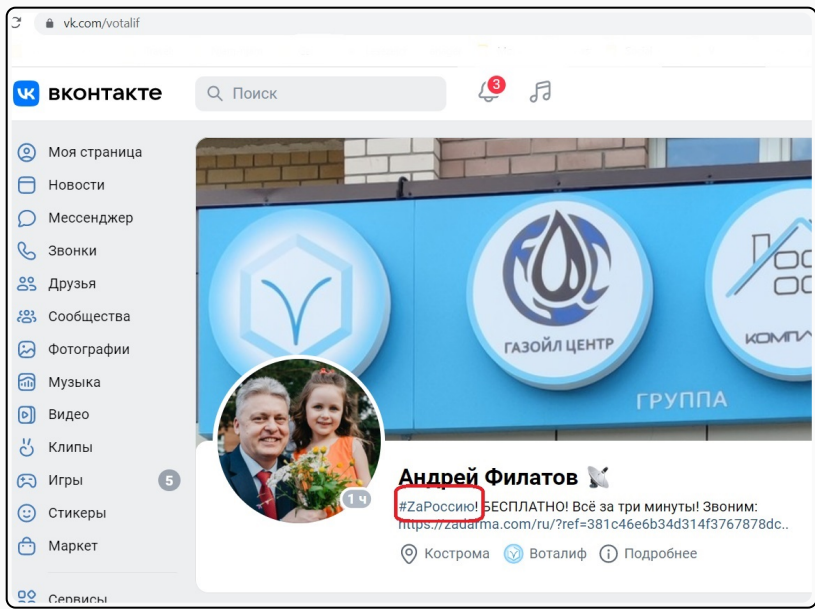 vk.com/votalif
вконтакте
Поиск
3
Моя страница
Новости
Мессенджер
Звонки
Друзья
Сообщества
Фотографии
Музыка
Видео
Клипы
Игры 5
Стикеры
Маркет
Сервисы
ГАЗОЙЛ ЦЕНТР
ГРУППА
1 ч
Андрей Филатов
#ZаРоссию! БЕСПЛАТНО! Всё за три минуты! Звоним:
https://zadarma.com/ru/?ref=381c46e6b34d314f3767878dc..
Кострома Воталиф Подробнее